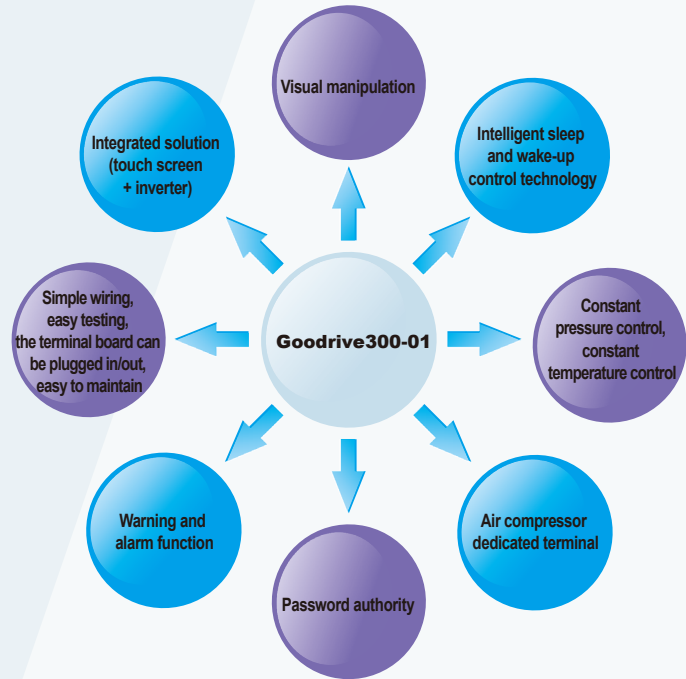 Visual manipulation
Integrated solution
(touch screen
+ inverter)
Intelligent sleep
and wake-up
control technology
Simple wiring,
easy testing,
the terminal board can
be plugged in/out,
easy to maintain
Goodrive300-01
Constant
pressure control,
constant
temperature control
Warning and
alarm function
Air compressor
dedicated terminal
Password authority